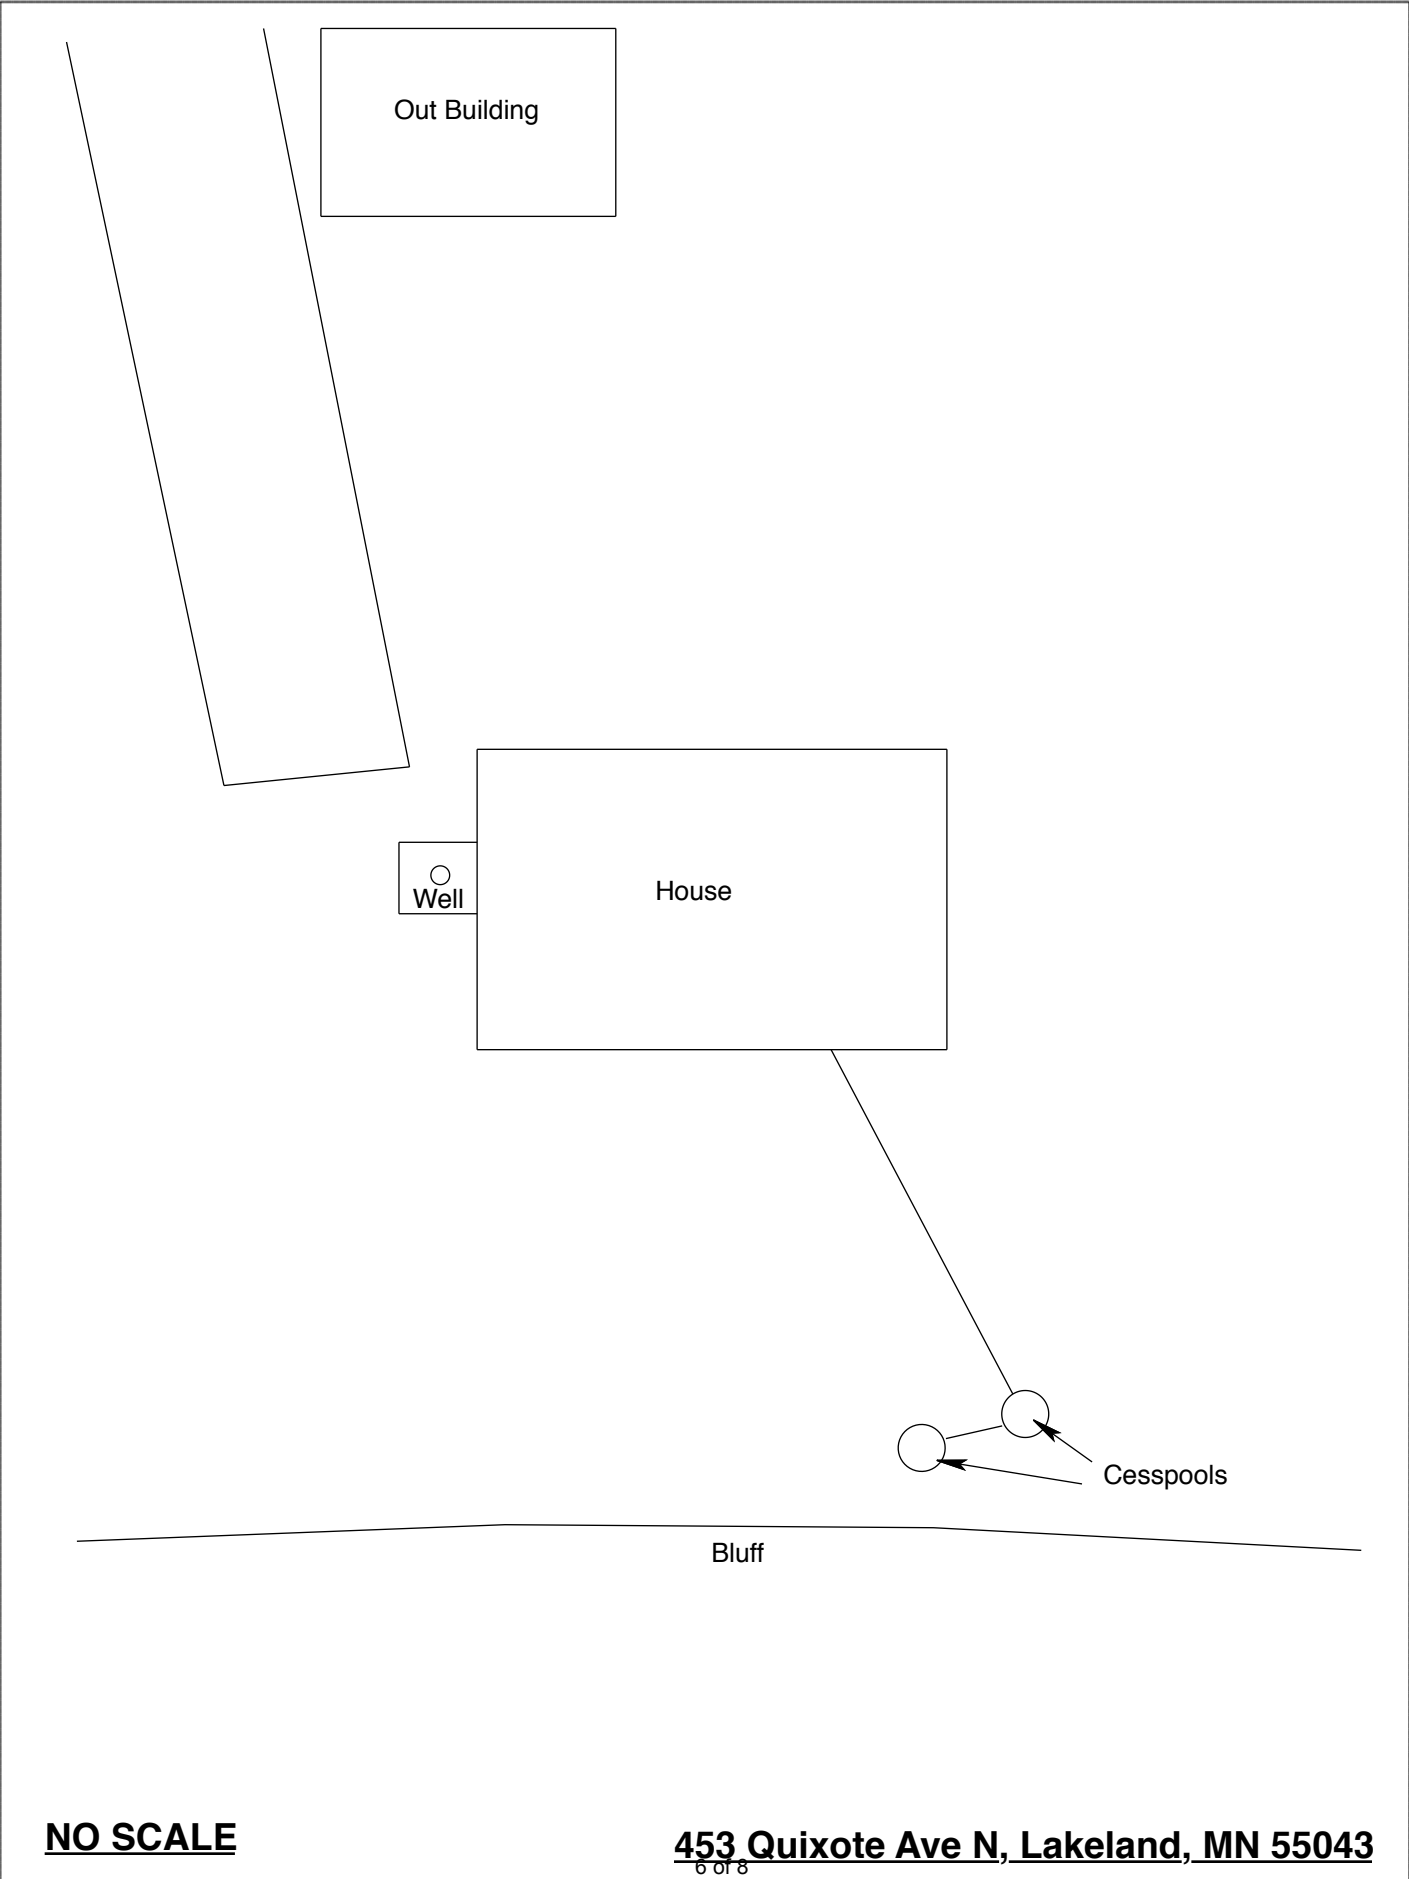 Out Building
House
Well
Cesspools
Bluff
NO SCALE
453 Quixote Ave N, Lakeland, MN 55043
6 of 8